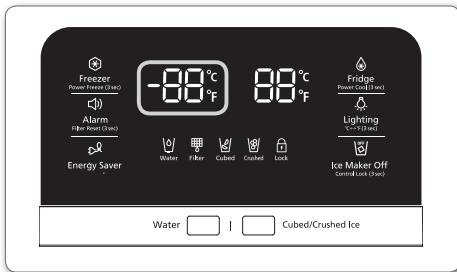 -88°C °F
88°C °F
Freezer
Power Freeze (3 sec)
Alarm
Filter Reset (3 sec)
Energy Saver
Water Filter Cubed Crushed Lock
Fridge
Power Cool (3 sec)
Lighting
°C↔°F(3 sec)
OFF
Ice Maker Off
Control Lock (3 sec)
Water | Cubed/Crushed Ice